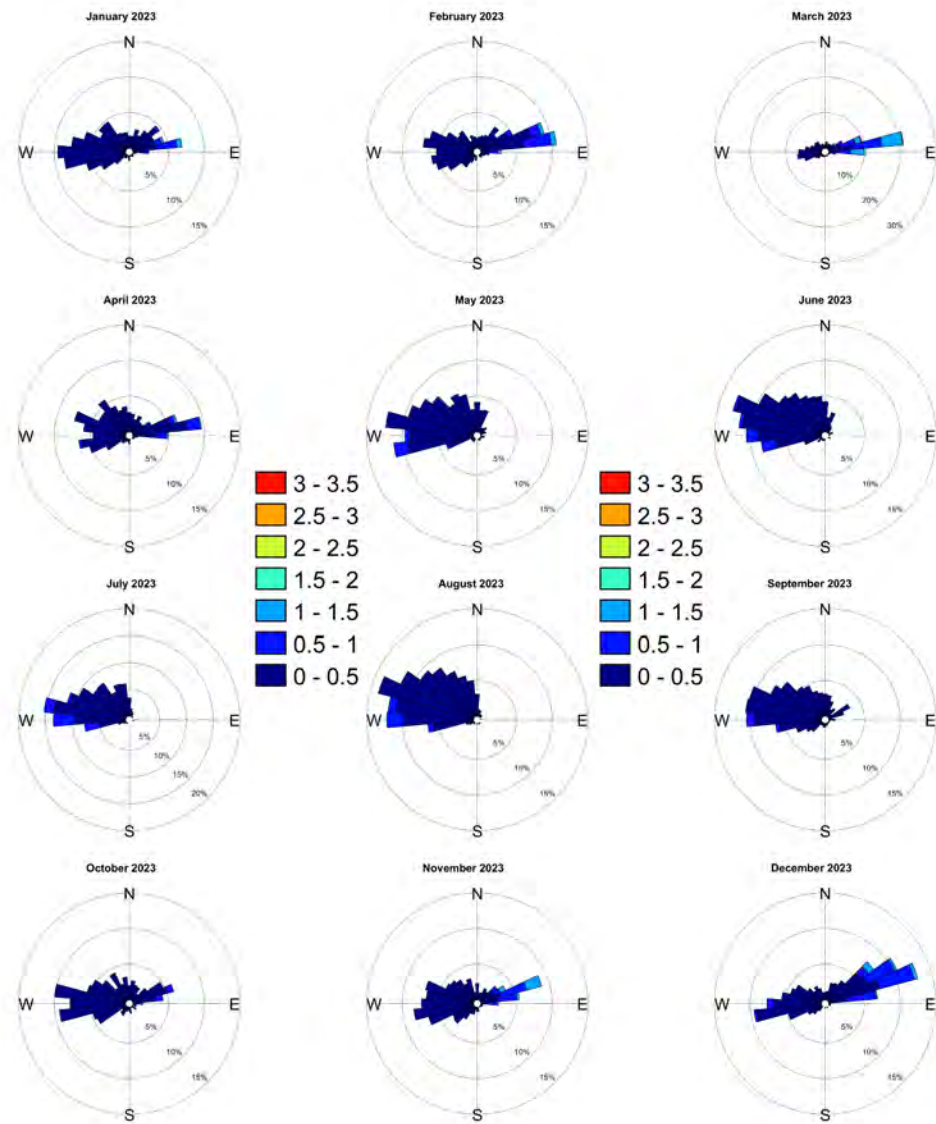 January 2023
February 2023
March 2023
N
N
N
W
E
W
E
W
E
5%
10%
15%
5%
10%
15%
10%
20%
30%
S
S
S
April 2023
May 2023
June 2023
N
N
N
W
E
W
E
W
E
5%
10%
15%
5%
10%
15%
5%
10%
15%
S
S
S
3 - 3.5
2.5 - 3
2 - 2.5
1.5 - 2
1 - 1.5
0.5 - 1
0 - 0.5
3 - 3.5
2.5 - 3
2 - 2.5
1.5 - 2
1 - 1.5
0.5 - 1
0 - 0.5
July 2023
August 2023
September 2023
N
N
N
W
E
W
E
W
E
5%
10%
15%
20%
5%
10%
15%
5%
10%
15%
S
S
S
October 2023
November 2023
December 2023
N
N
N
W
E
W
E
W
E
5%
10%
15%
5%
10%
15%
5%
10%
15%
S
S
S